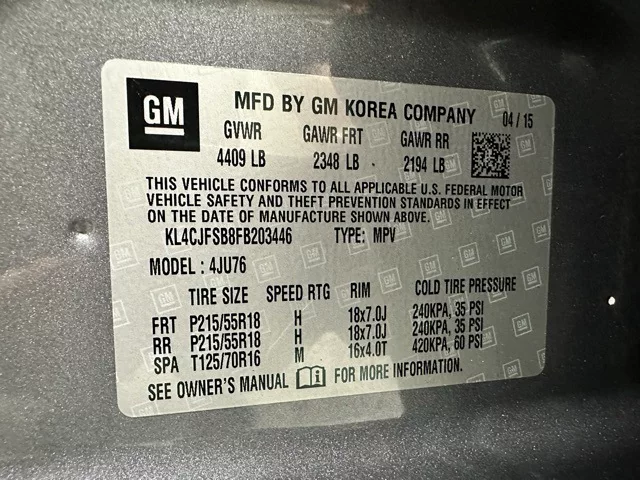 GM
MFD BY GM KOREA COMPANY 04 / 15
GVWR GAWR FRT GAWR RR
4409 LB 2348 LB 2194 LB
THIS VEHICLE CONFORMS TO ALL APPLICABLE U.S. FEDERAL MOTOR
VEHICLE SAFETY AND THEFT PREVENTION STANDARDS IN EFFECT
ON THE DATE OF MANUFACTURE SHOWN ABOVE.
KL4CJFSB8FB203446 TYPE: MPV
MODEL : 4JU76
TIRE SIZE SPEED RTG RIM COLD TIRE PRESSURE
FRT P215/55R18 H 18x7.0J 240KPA, 35 PSI
RR P215/55R18 H 18x7.0J 240KPA, 35 PSI
SPA T125/70R16 M 16x4.0T 420KPA, 60 PSI
SEE OWNER'S MANUAL FOR MORE INFORMATION.